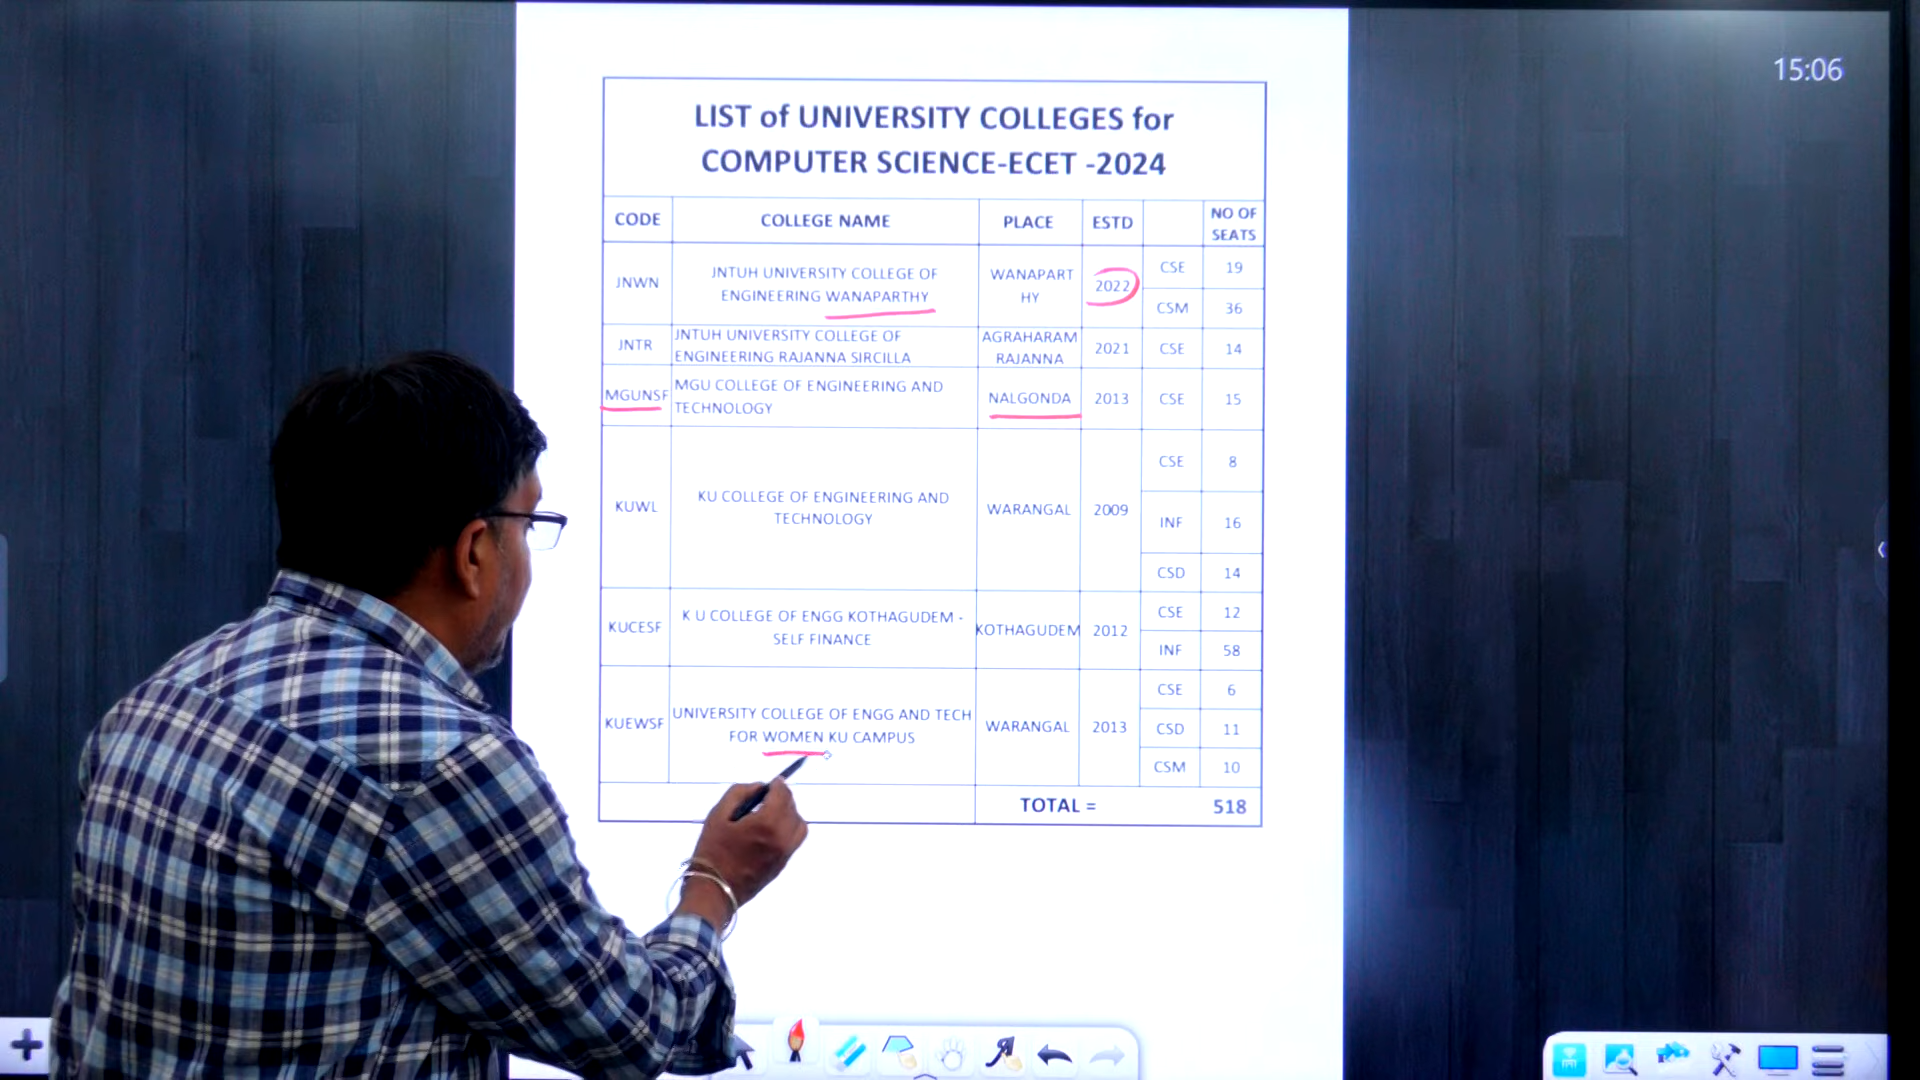 15:06
LIST of UNIVERSITY COLLEGES for
COMPUTER SCIENCE-ECET -2024
CODE COLLEGE NAME PLACE ESTD NO OF SEATS
JNWN JNTUH UNIVERSITY COLLEGE OF ENGINEERING WANAPARTHY WANAPART HY 2022 CSE 19
CSM 36
JNTR JNTUH UNIVERSITY COLLEGE OF ENGINEERING RAJANNA SIRCILLA AGRAHARAM RAJANNA 2021 CSE 14
MGUNSF MGU COLLEGE OF ENGINEERING AND TECHNOLOGY NALGONDA 2013 CSE 15
KUWL KU COLLEGE OF ENGINEERING AND TECHNOLOGY WARANGAL 2009 CSE 8
INF 16
CSD 14
KUCESF K U COLLEGE OF ENGG KOTHAGUDEM - SELF FINANCE KOTHAGUDEM 2012 CSE 12
INF 58
KUEWSF UNIVERSITY COLLEGE OF ENGG AND TECH FOR WOMEN KU CAMPUS WARANGAL 2013 CSE 6
CSD 11
CSM 10
TOTAL = 518